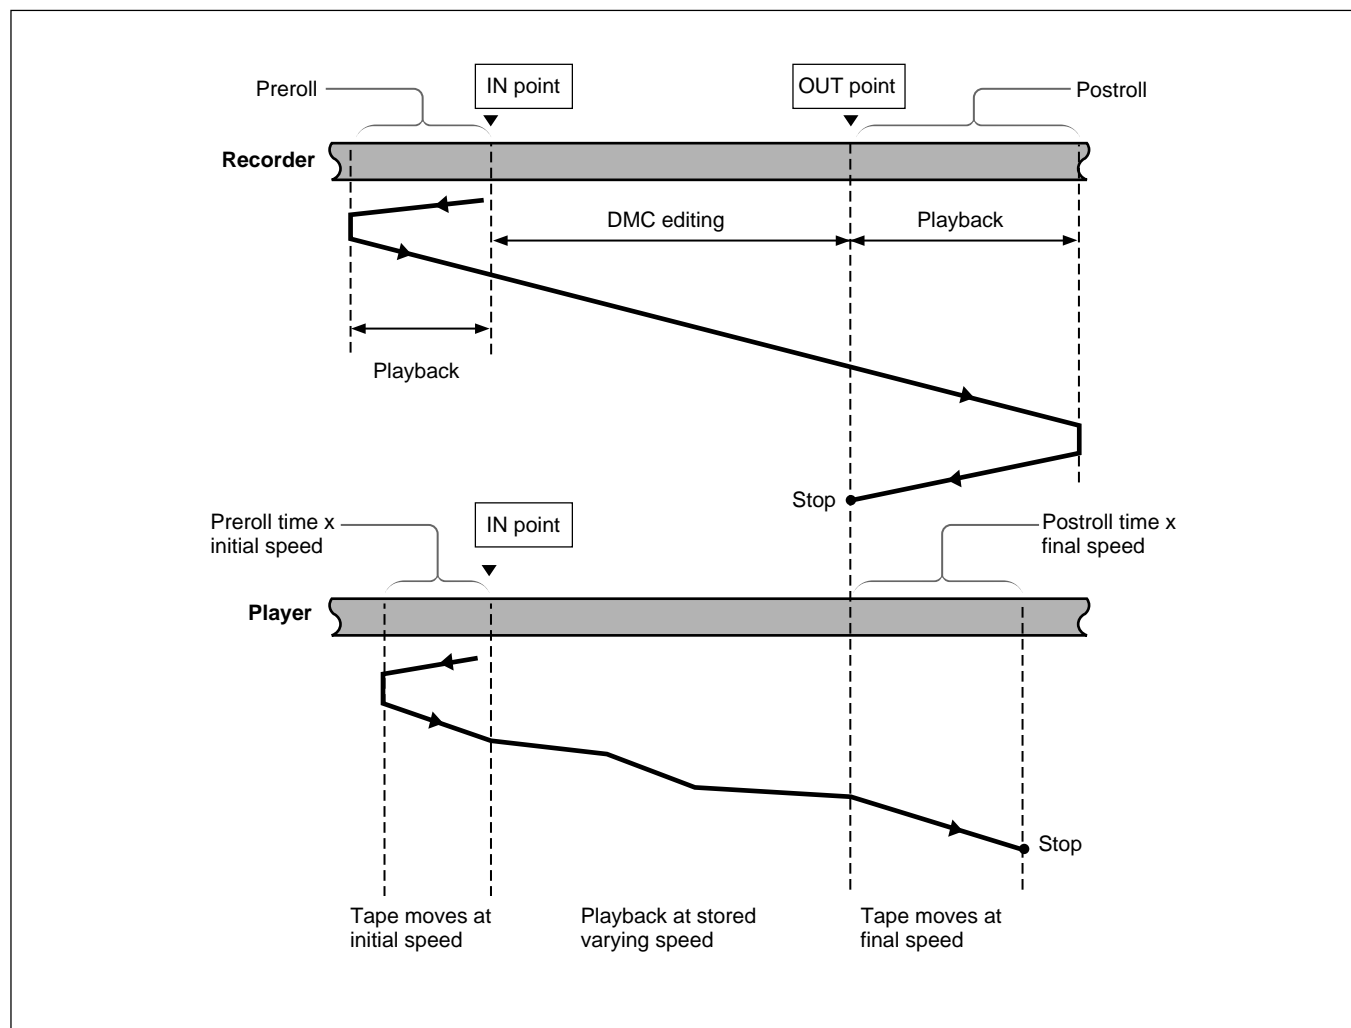 Preroll
IN point
OUT point
Postroll
Recorder
DMC editing
Playback
Playback
Stop
Preroll time x
initial speed
IN point
Postroll time x
final speed
Player
Stop
Tape moves at
initial speed
Playback at stored
varying speed
Tape moves at
final speed